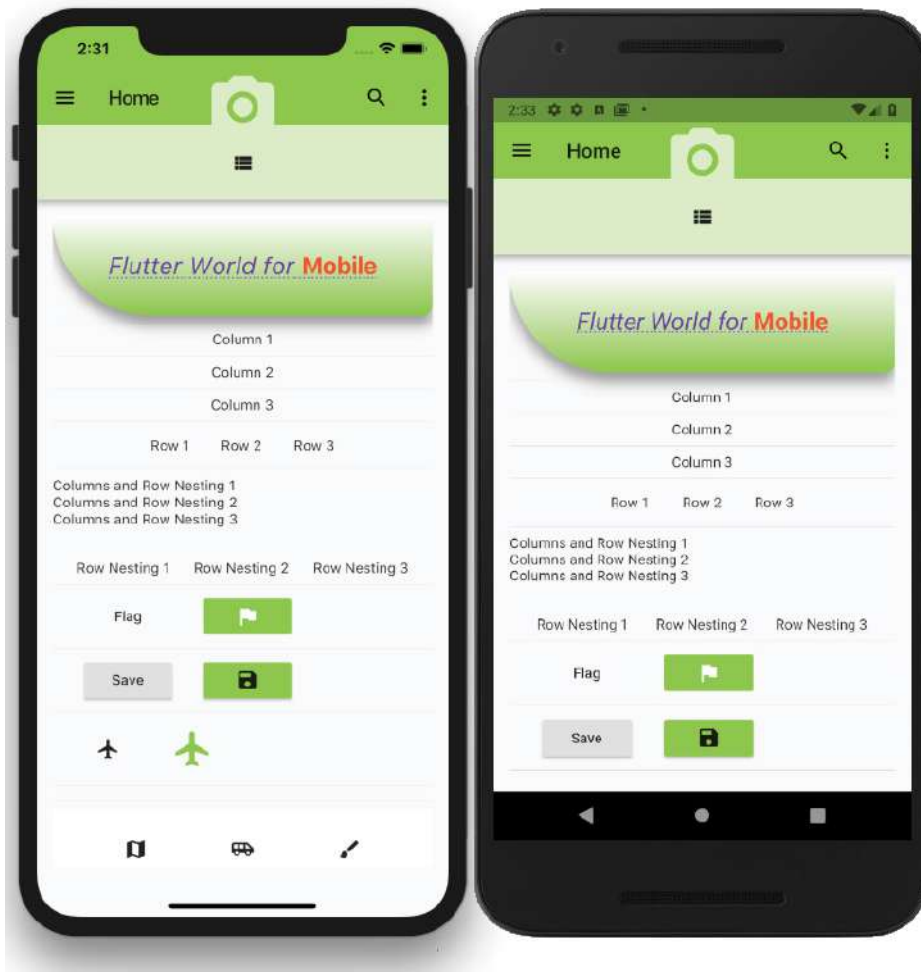 2:31
Home
Flutter World for Mobile
Column 1
Column 2
Column 3
Row 1 Row 2 Row 3
Columns and Row Nesting 1
Columns and Row Nesting 2
Columns and Row Nesting 3
Row Nesting 1 Row Nesting 2 Row Nesting 3
Flag
Save
2:33
Home
Flutter World for Mobile
Column 1
Column 2
Column 3
Row 1 Row 2 Row 3
Columns and Row Nesting 1
Columns and Row Nesting 2
Columns and Row Nesting 3
Row Nesting 1 Row Nesting 2 Row Nesting 3
Flag
Save